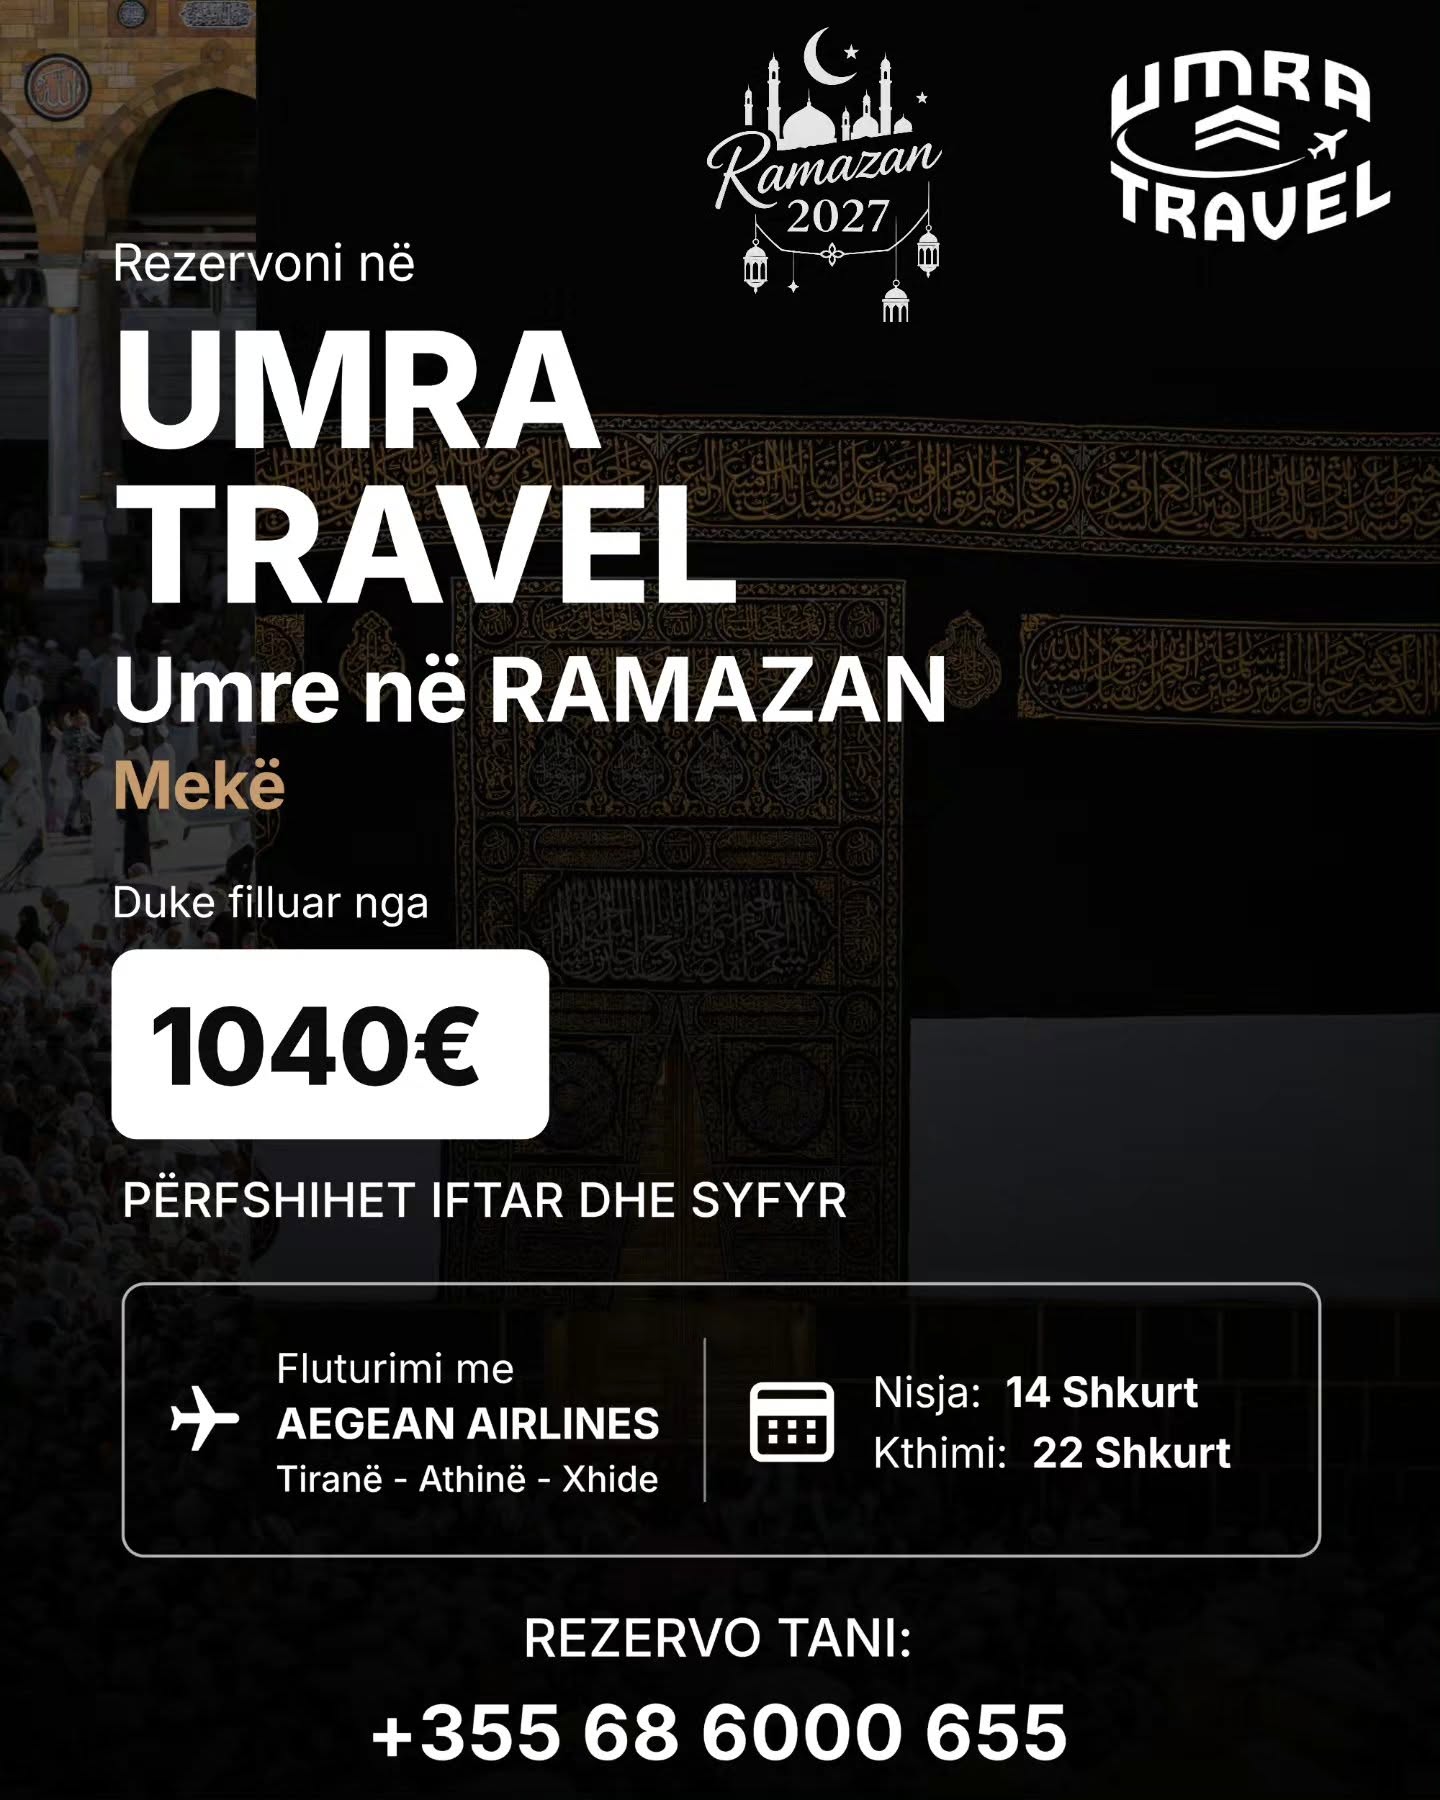 Ramazan
2027
UMRA
TRAVEL
Rezervoni në
UMRA
TRAVEL
Umre në RAMAZAN
Mekë
Duke filluar nga
1040€
PËRFSHIHET IFTAR DHE SYFYR
Fluturimi me
AEGEAN AIRLINES
Tiranë - Athinë - Xhide
Nisja: 14 Shkurt
Kthimi: 22 Shkurt
REZERVO TANI:
+355 68 6000 655